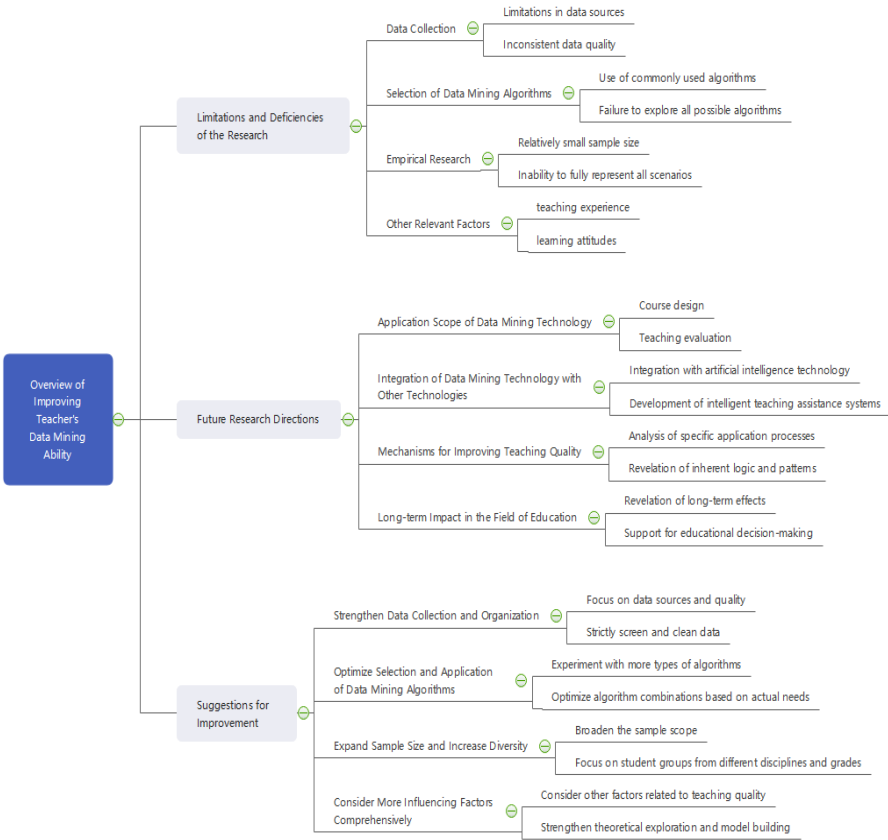 Overview of
Improving
Teacher's
Data Mining
Ability
Limitations and Deficiencies
of the Research
Data Collection
Limitations in data sources
Inconsistent data quality
Selection of Data Mining Algorithms
Use of commonly used algorithms
Failure to explore all possible algorithms
Empirical Research
Relatively small sample size
Inability to fully represent all scenarios
Other Relevant Factors
teaching experience
learning attitudes
Future Research Directions
Application Scope of Data Mining Technology
Course design
Teaching evaluation
Integration of Data Mining Technology with
Other Technologies
Integration with artificial intelligence technology
Development of intelligent teaching assistance systems
Mechanisms for Improving Teaching Quality
Analysis of specific application processes
Revelation of inherent logic and patterns
Long-term Impact in the Field of Education
Revelation of long-term effects
Support for educational decision-making
Suggestions for
Improvement
Strengthen Data Collection and Organization
Focus on data sources and quality
Strictly screen and clean data
Optimize Selection and Application
of Data Mining Algorithms
Experiment with more types of algorithms
Optimize algorithm combinations based on actual needs
Expand Sample Size and Increase Diversity
Broaden the sample scope
Focus on student groups from different disciplines and grades
Consider More Influencing Factors
Comprehensively
Consider other factors related to teaching quality
Strengthen theoretical exploration and model building